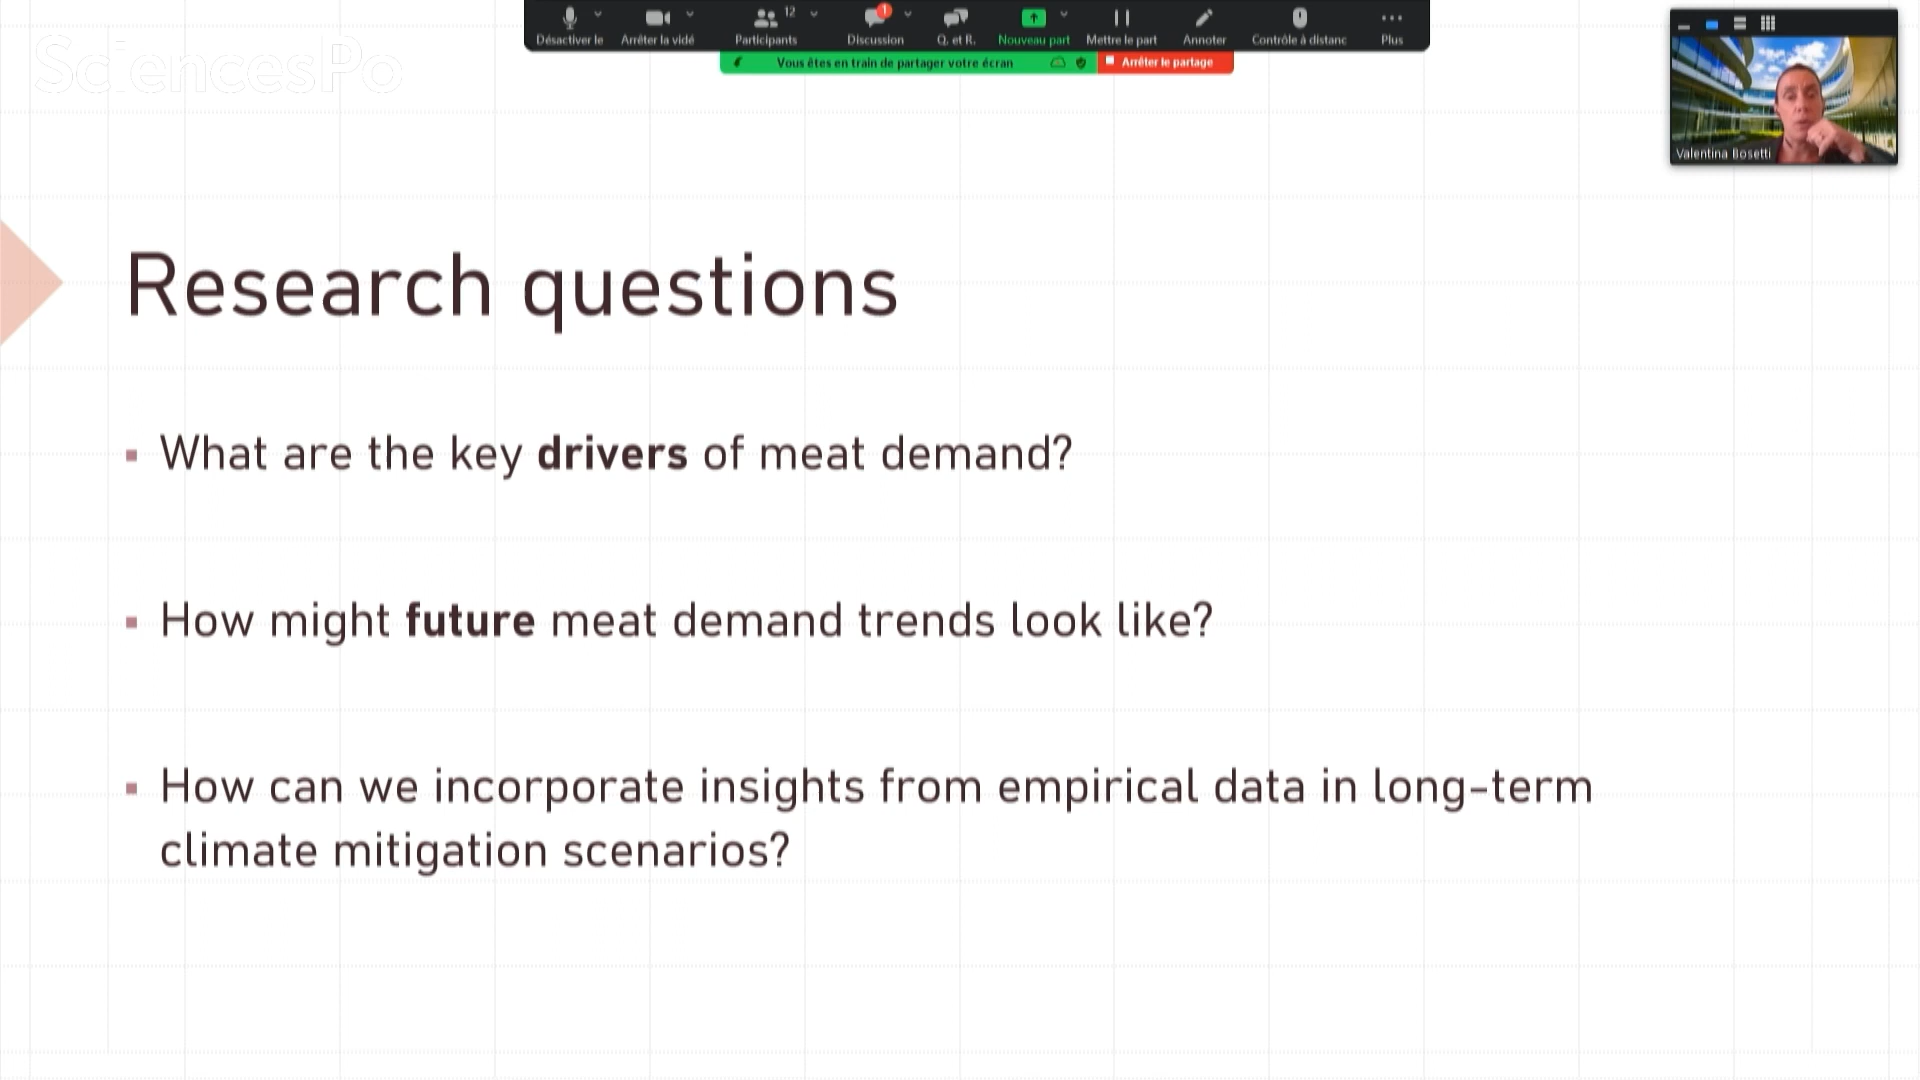 SciencesPo
12
1
Désactiver le
Arrêter la vidé
Participants
Discussion
Q. et R.
Nouveau part
Mettre le part
Annoter
Contrôle à distanc
Plus
Vous êtes en train de partager votre écran
Arrêter le partage
Valentina Bosetti
Research questions
▪ What are the key drivers of meat demand?
▪ How might future meat demand trends look like?
▪ How can we incorporate insights from empirical data in long-term
climate mitigation scenarios?